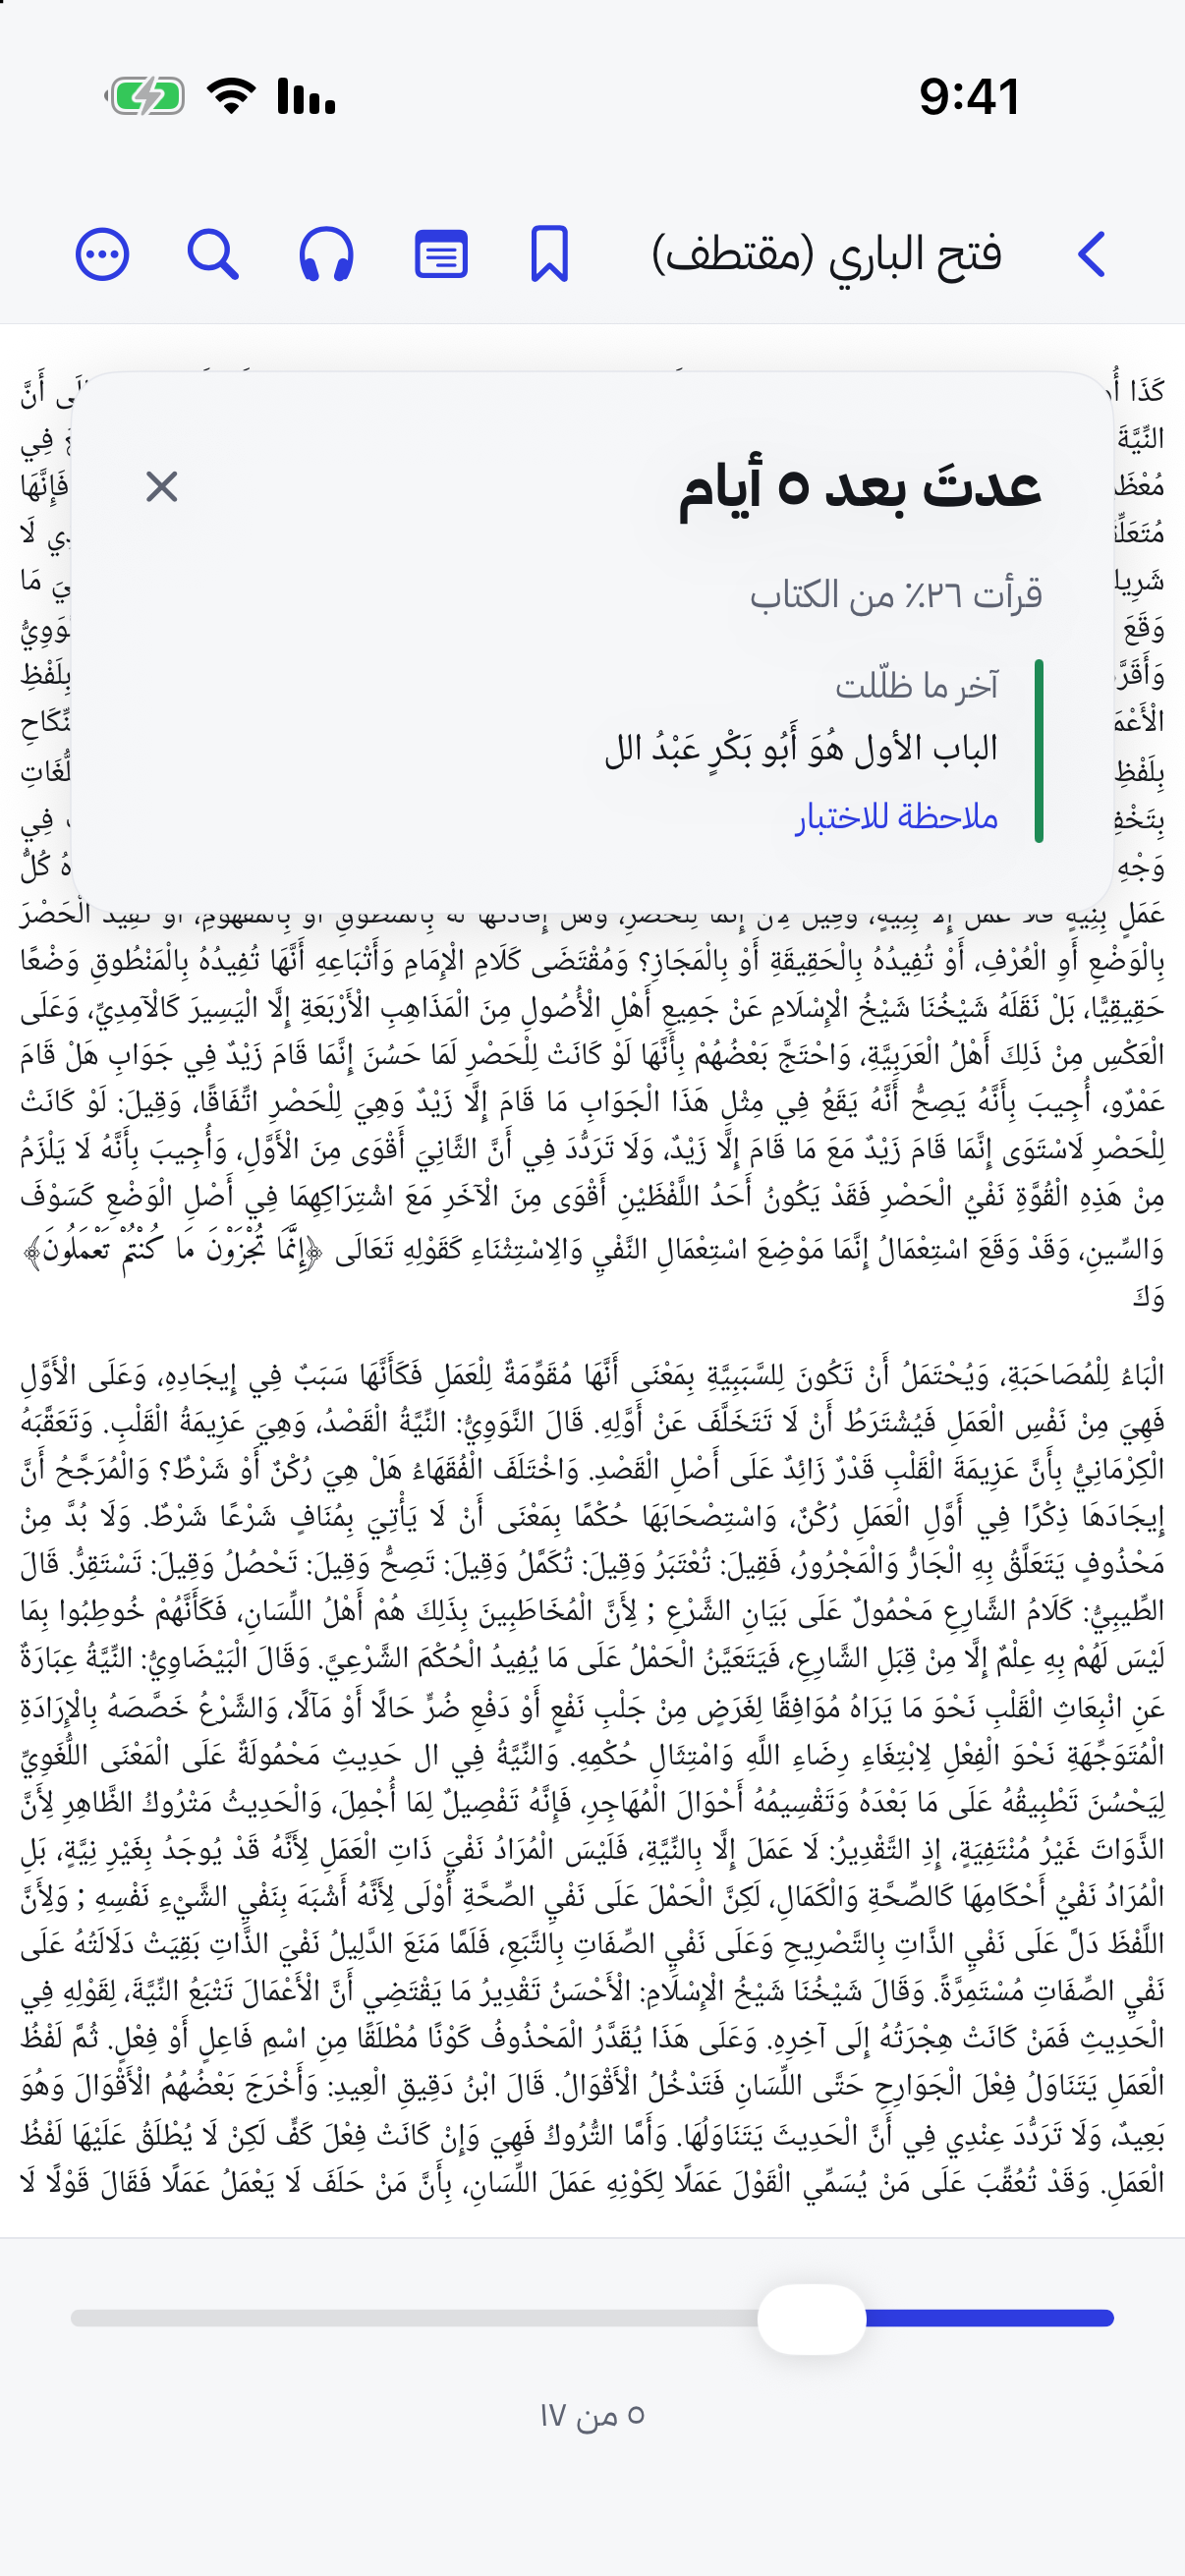 9:41
فتح الباري (مقتطف)
كَذَا
أَنَّ
النِّيَّةَ
فِي
فَإِنَّهَا
لَا
مَا
وَقَعَ
بِلَفْظِ
فِي
وَجْهِ
كُلُّ
عدتَ بعد ٥ أيام
قرأت ٢٦٪ من الكتاب
آخر ما ظلّلت
الباب الأول هُوَ أَبُو بَكْرٍ عَبْدُ الل
ملاحظة للاختبار
عَمَلٍ بِنِيَّةٍ فَلَا عَمَلَ إِلَّا بِنِيَّةٍ، وَقِيلَ لِأَنَّ إِنَّمَا لِلْحَصْرِ، وَهَلْ إِفَادَتُهَا لَهُ بِالْمَنْطُوقِ أَوْ بِالْمَفْهُومِ، أَوْ تُفِيدُ الْحَصْرَ
بِالْوَضْعِ أَوِ الْعُرْفِ، أَوْ تُفِيدُهُ بِالْحَقِيقَةِ أَوْ بِالْمَجَازِ؟ وَمُقْتَضَى كَلَامِ الْإِمَامِ وَأَتْبَاعِهِ أَنَّهَا تُفِيدُهُ بِالْمَنْطُوقِ وَضْعًا
حَقِيقِيًّا، بَلْ نَقَلَهُ شَيْخُنَا شَيْخُ الْإِسْلَامِ عَنْ جَمِيعِ أَهْلِ الْأُصُولِ مِنَ الْمَذَاهِبِ الْأَرْبَعَةِ إِلَّا الْيَسِيرَ كَالْآمِدِيِّ، وَعَلَى
الْعَكْسِ مِنْ ذَلِكَ أَهْلُ الْعَرَبِيَّةِ، وَاحْتَجَّ بَعْضُهُمْ بِأَنَّهَا لَوْ كَانَتْ لِلْحَصْرِ لَمَا حَسُنَ إِنَّمَا قَامَ زَيْدٌ فِي جَوَابِ هَلْ قَامَ
عَمْرٌو، أُجِيبَ بِأَنَّهُ يَصِحُّ أَنَّهُ يَقَعُ فِي مِثْلِ هَذَا الْجَوَابِ مَا قَامَ إِلَّا زَيْدٌ وَهِيَ لِلْحَصْرِ اتِّفَاقًا، وَقِيلَ: لَوْ كَانَتْ
لِلْحَصْرِ لَاسْتَوَى إِنَّمَا قَامَ زَيْدٌ مَعَ مَا قَامَ إِلَّا زَيْدٌ، وَلَا تَرَدُّدَ فِي أَنَّ الثَّانِيَ أَقْوَى مِنَ الْأَوَّلِ، وَأُجِيبَ بِأَنَّهُ لَا يَلْزَمُ
مِنْ هَذِهِ الْقُوَّةِ نَفْيُ الْحَصْرِ فَقَدْ يَكُونُ أَحَدُ اللَّفْظَيْنِ أَقْوَى مِنَ الْآخَرِ مَعَ اشْتِرَاكِهِمَا فِي أَصْلِ الْوَضْعِ كَسَوْفَ
وَالسِّينِ، وَقَدْ وَقَعَ اسْتِعْمَالُ إِنَّمَا مَوْضِعَ اسْتِعْمَالِ النَّفْيِ وَالِاسْتِثْنَاءِ كَقَوْلِهِ تَعَالَى ﴿إِنَّمَا تُجْزَوْنَ مَا كُنْتُمْ تَعْمَلُونَ﴾
وَكَ
الْبَاءُ لِلْمُصَاحَبَةِ، وَيُحْتَمَلُ أَنْ تَكُونَ لِلسَّبَبِيَّةِ بِمَعْنَى أَنَّهَا مُقَوِّمَةٌ لِلْعَمَلِ فَكَأَنَّهَا سَبَبٌ فِي إِيجَادِهِ، وَعَلَى الْأَوَّلِ
فَهِيَ مِنْ نَفْسِ الْعَمَلِ فَيُشْتَرَطُ أَنْ لَا تَتَخَلَّفَ عَنْ أَوَّلِهِ. قَالَ النَّوَوِيُّ: النِّيَّةُ الْقَصْدُ، وَهِيَ عَزِيمَةُ الْقَلْبِ. وَتَعَقَّبَهُ
الْكِرْمَانِيُّ بِأَنَّ عَزِيمَةَ الْقَلْبِ قَدْرٌ زَائِدٌ عَلَى أَصْلِ الْقَصْدِ. وَاخْتَلَفَ الْفُقَهَاءُ هَلْ هِيَ رُكْنٌ أَوْ شَرْطٌ؟ وَالْمُرَجَّحُ أَنَّ
إِيجَادَهَا ذِكْرًا فِي أَوَّلِ الْعَمَلِ رُكْنٌ، وَاسْتِصْحَابَهَا حُكْمًا بِمَعْنَى أَنْ لَا يَأْتِيَ بِمُنَافٍ شَرْعًا شَرْطٌ. وَلَا بُدَّ مِنْ
مَحْذُوفٍ يَتَعَلَّقُ بِهِ الْجَارُّ وَالْمَجْرُورُ، فَقِيلَ: تُعْتَبَرُ وَقِيلَ: تُكَمَّلُ وَقِيلَ: تَصِحُّ وَقِيلَ: تَحْصُلُ وَقِيلَ: تَسْتَقِرُّ. قَالَ
الطِّيبِيُّ: كَلَامُ الشَّارِعِ مَحْمُولٌ عَلَى بَيَانِ الشَّرْعِ ; لِأَنَّ الْمُخَاطَبِينَ بِذَلِكَ هُمْ أَهْلُ اللِّسَانِ، فَكَأَنَّهُمْ خُوطِبُوا بِمَا
لَيْسَ لَهُمْ بِهِ عِلْمٌ إِلَّا مِنْ قِبَلِ الشَّارِعِ، فَيَتَعَيَّنُ الْحَمْلُ عَلَى مَا يُفِيدُ الْحُكْمَ الشَّرْعِيَّ. وَقَالَ الْبَيْضَاوِيُّ: النِّيَّةُ عِبَارَةٌ
عَنِ انْبِعَاثِ الْقَلْبِ نَحْوَ مَا يَرَاهُ مُوَافِقًا لِغَرَضٍ مِنْ جَلْبِ نَفْعٍ أَوْ دَفْعِ ضُرٍّ حَالًا أَوْ مَآلًا، وَالشَّرْعُ خَصَّصَهُ بِالْإِرَادَةِ
الْمُتَوَجِّهَةِ نَحْوَ الْفِعْلِ لِابْتِغَاءِ رِضَاءِ اللَّهِ وَامْتِثَالِ حُكْمِهِ. وَالنِّيَّةُ فِي ال حَدِيثِ مَحْمُولَةٌ عَلَى الْمَعْنَى اللُّغَوِيِّ
لِيَحْسُنَ تَطْبِيقُهُ عَلَى مَا بَعْدَهُ وَتَقْسِيمُهُ أَحْوَالَ الْمُهَاجِرِ، فَإِنَّهُ تَفْصِيلٌ لِمَا أُجْمِلَ، وَالْحَدِيثُ مَتْرُوكُ الظَّاهِرِ لِأَنَّ
الذَّوَاتَ غَيْرُ مُنْتَفِيَةٍ، إِذِ التَّقْدِيرُ: لَا عَمَلَ إِلَّا بِالنِّيَّةِ، فَلَيْسَ الْمُرَادُ نَفْيَ ذَاتِ الْعَمَلِ لِأَنَّهُ قَدْ يُوجَدُ بِغَيْرِ نِيَّةٍ، بَلِ
الْمُرَادُ نَفْيُ أَحْكَامِهَا كَالصِّحَّةِ وَالْكَمَالِ، لَكِنَّ الْحَمْلَ عَلَى نَفْيِ الصِّحَّةِ أَوْلَى لِأَنَّهُ أَشْبَهَ بِنَفْيِ الشَّيْءِ نَفْسِهِ ; وَلِأَنَّ
اللَّفْظَ دَلَّ عَلَى نَفْيِ الذَّاتِ بِالتَّصْرِيحِ وَعَلَى نَفْيِ الصِّفَاتِ بِالتَّبَعِ، فَلَمَّا مَنَعَ الدَّلِيلُ نَفْيَ الذَّاتِ بَقِيَتْ دَلَالَتُهُ عَلَى
نَفْيِ الصِّفَاتِ مُسْتَمِرَّةً. وَقَالَ شَيْخُنَا شَيْخُ الْإِسْلَامِ: الْأَحْسَنُ تَقْدِيرُ مَا يَقْتَضِي أَنَّ الْأَعْمَالَ تَتْبَعُ النِّيَّةَ، لِقَوْلِهِ فِي
الْحَدِيثِ فَمَنْ كَانَتْ هِجْرَتُهُ إِلَى آخِرِهِ. وَعَلَى هَذَا يُقَدَّرُ الْمَحْذُوفُ كَوْنًا مُطْلَقًا مِنِ اسْمِ فَاعِلٍ أَوْ فِعْلٍ. ثُمَّ لَفْظُ
الْعَمَلِ يَتَنَاوَلُ فِعْلَ الْجَوَارِحِ حَتَّى اللِّسَانِ فَتَدْخُلُ الْأَقْوَالُ. قَالَ ابْنُ دَقِيقِ الْعِيدِ: وَأَخْرَجَ بَعْضُهُمُ الْأَقْوَالَ وَهُوَ
بَعِيدٌ، وَلَا تَرَدُّدَ عِنْدِي فِي أَنَّ الْحَدِيثَ يَتَنَاوَلُهَا. وَأَمَّا التُّرُوكُ فَهِيَ وَإِنْ كَانَتْ فِعْلَ كَفٍّ لَكِنْ لَا يُطْلَقُ عَلَيْهَا لَفْظُ
الْعَمَلِ. وَقَدْ تُعُقِّبَ عَلَى مَنْ يُسَمِّي الْقَوْلَ عَمَلًا لِكَوْنِهِ عَمَلَ اللِّسَانِ، بِأَنَّ مَنْ حَلَفَ لَا يَعْمَلُ عَمَلًا فَقَالَ قَوْلًا لَا
٥ من ١٧